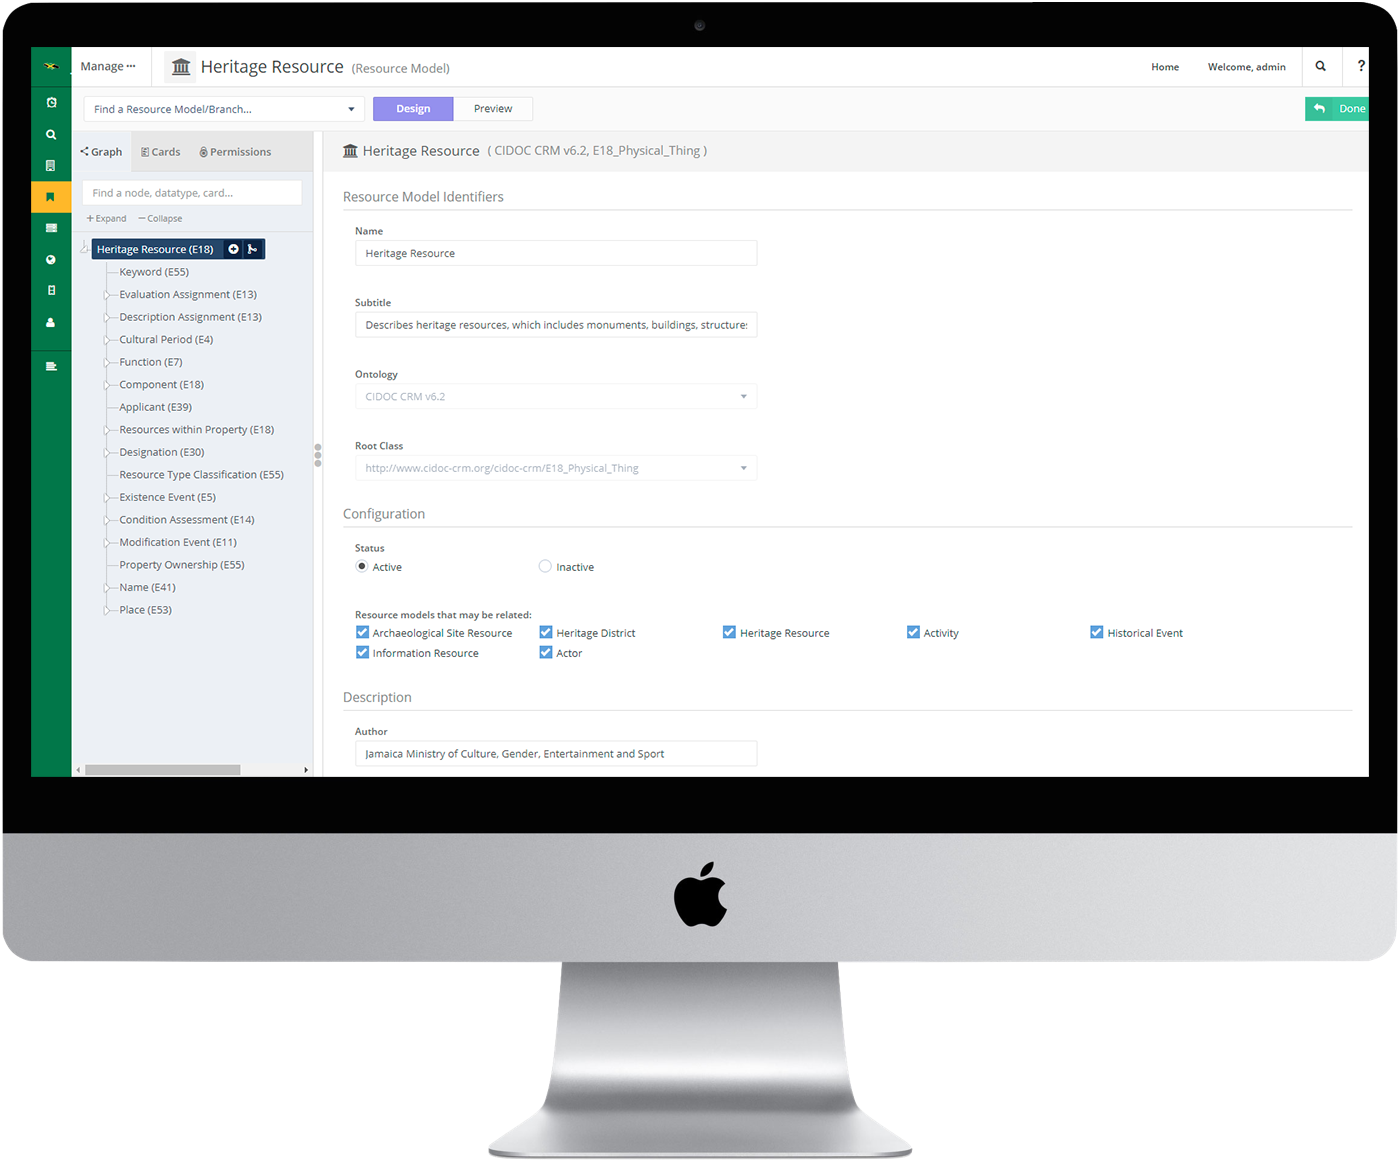 Manage
Heritage Resource (Resource Model)
Home
Welcome, admin
?
Find a Resource Model/Branch...
Design
Preview
Done
Graph
Cards
Permissions
Heritage Resource ( CIDOC CRM v6.2, E18_Physical_Thing )
Find a node, datatype, card...
+ Expand
− Collapse
Heritage Resource (E18)
Keyword (E55)
Evaluation Assignment (E13)
Description Assignment (E13)
Cultural Period (E4)
Function (E7)
Component (E18)
Applicant (E39)
Resources within Property (E18)
Designation (E30)
Resource Type Classification (E55)
Existence Event (E5)
Condition Assessment (E14)
Modification Event (E11)
Property Ownership (E55)
Name (E41)
Place (E53)
Resource Model Identifiers
Name
Heritage Resource
Subtitle
Describes heritage resources, which includes monuments, buildings, structures
Ontology
CIDOC CRM v6.2
Root Class
http://www.cidoc-crm.org/cidoc-crm/E18_Physical_Thing
Configuration
Status
Active
Inactive
Resource models that may be related:
Archaeological Site Resource
Heritage District
Heritage Resource
Activity
Historical Event
Information Resource
Actor
Description
Author
Jamaica Ministry of Culture, Gender, Entertainment and Sport